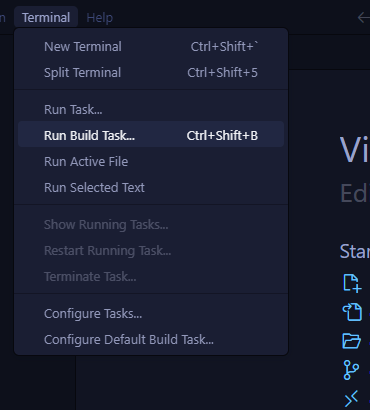 Terminal Help
New Terminal Ctrl+Shift+`
Split Terminal Ctrl+Shift+5
Run Task...
Run Build Task... Ctrl+Shift+B
Run Active File
Run Selected Text
Show Running Tasks...
Restart Running Task...
Terminate Task...
Configure Tasks...
Configure Default Build Task...
Vi
Ed
Star